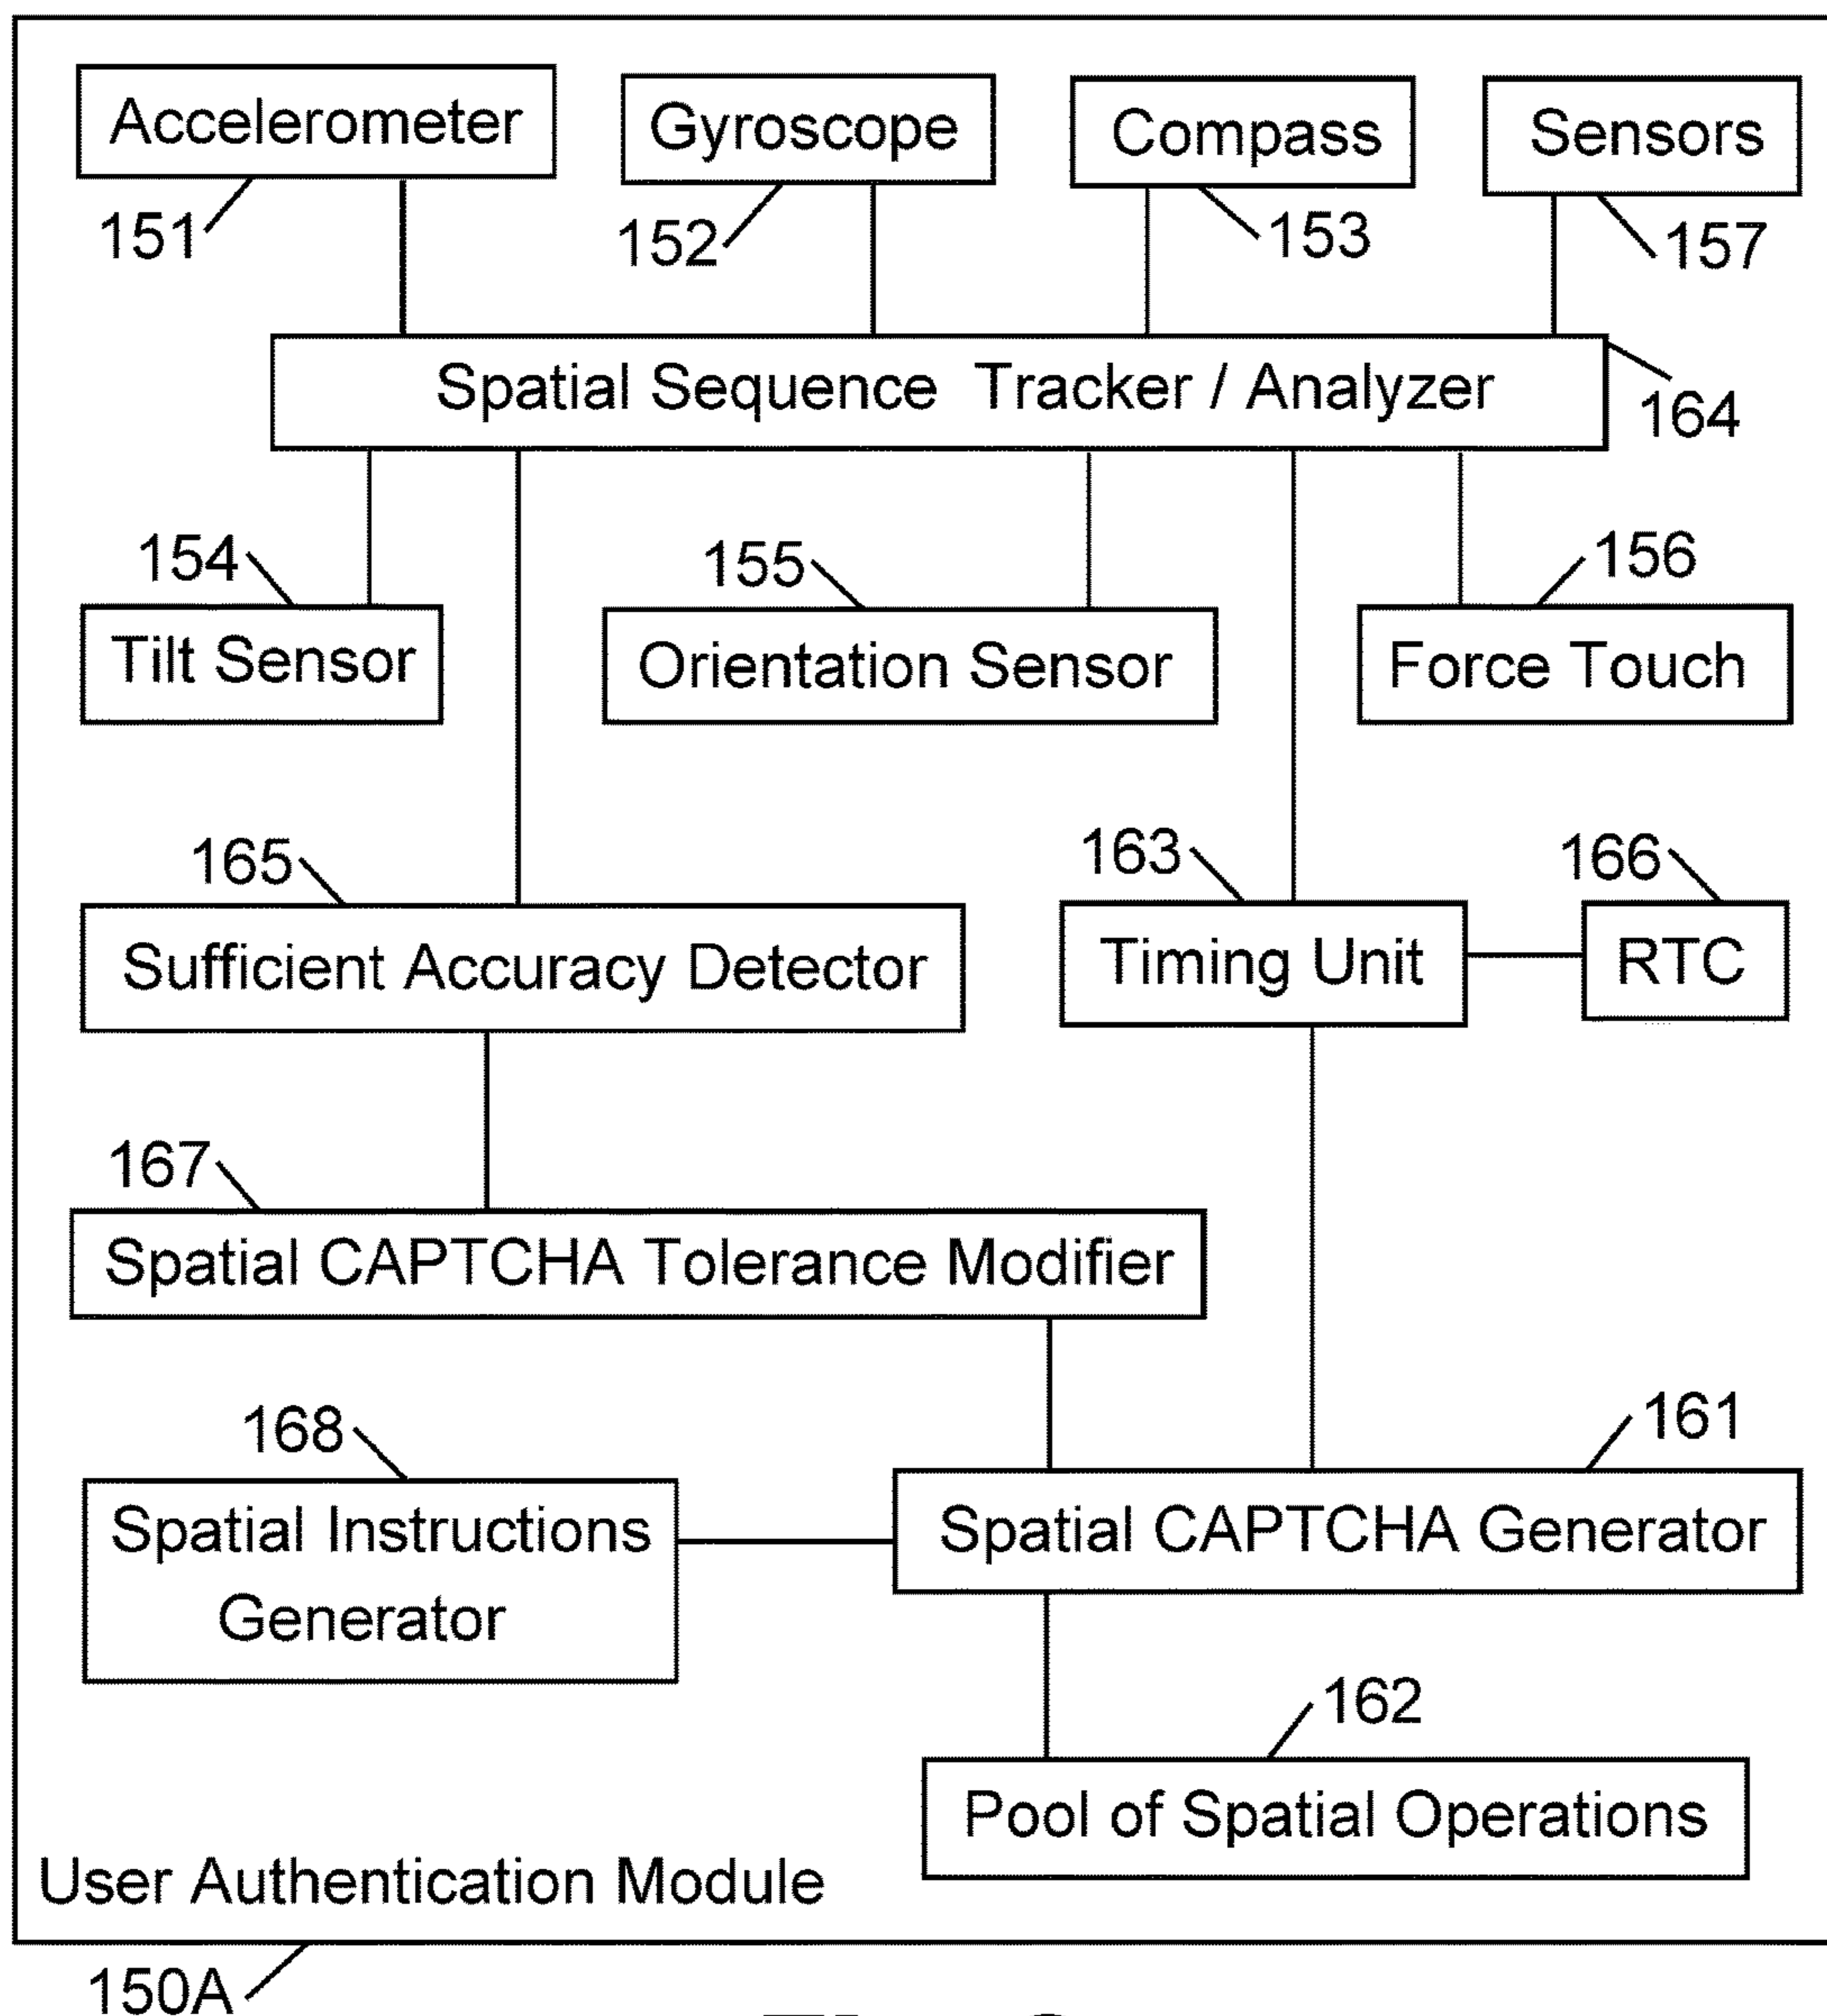 Accelerometer
Gyroscope
Compass
Sensors
151
152
153
157
Spatial Sequence Tracker / Analyzer
164
154
155
156
Tilt Sensor
Orientation Sensor
Force Touch
165
163
166
Sufficient Accuracy Detector
Timing Unit
RTC
167
Spatial CAPTCHA Tolerance Modifier
168
161
Spatial Instructions
Generator
Spatial CAPTCHA Generator
162
Pool of Spatial Operations
User Authentication Module
150A